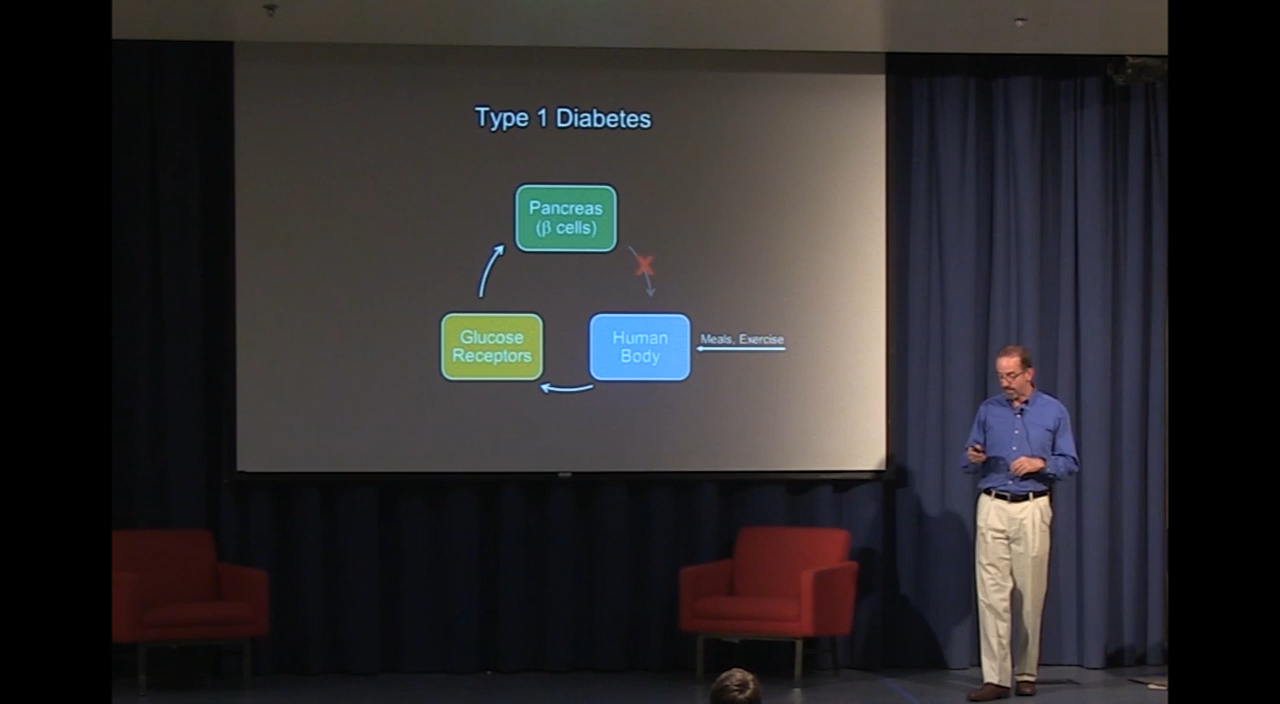 Type 1 Diabetes
Pancreas
(β cells)
X
Glucose
Receptors
Human
Body
Meals, Exercise